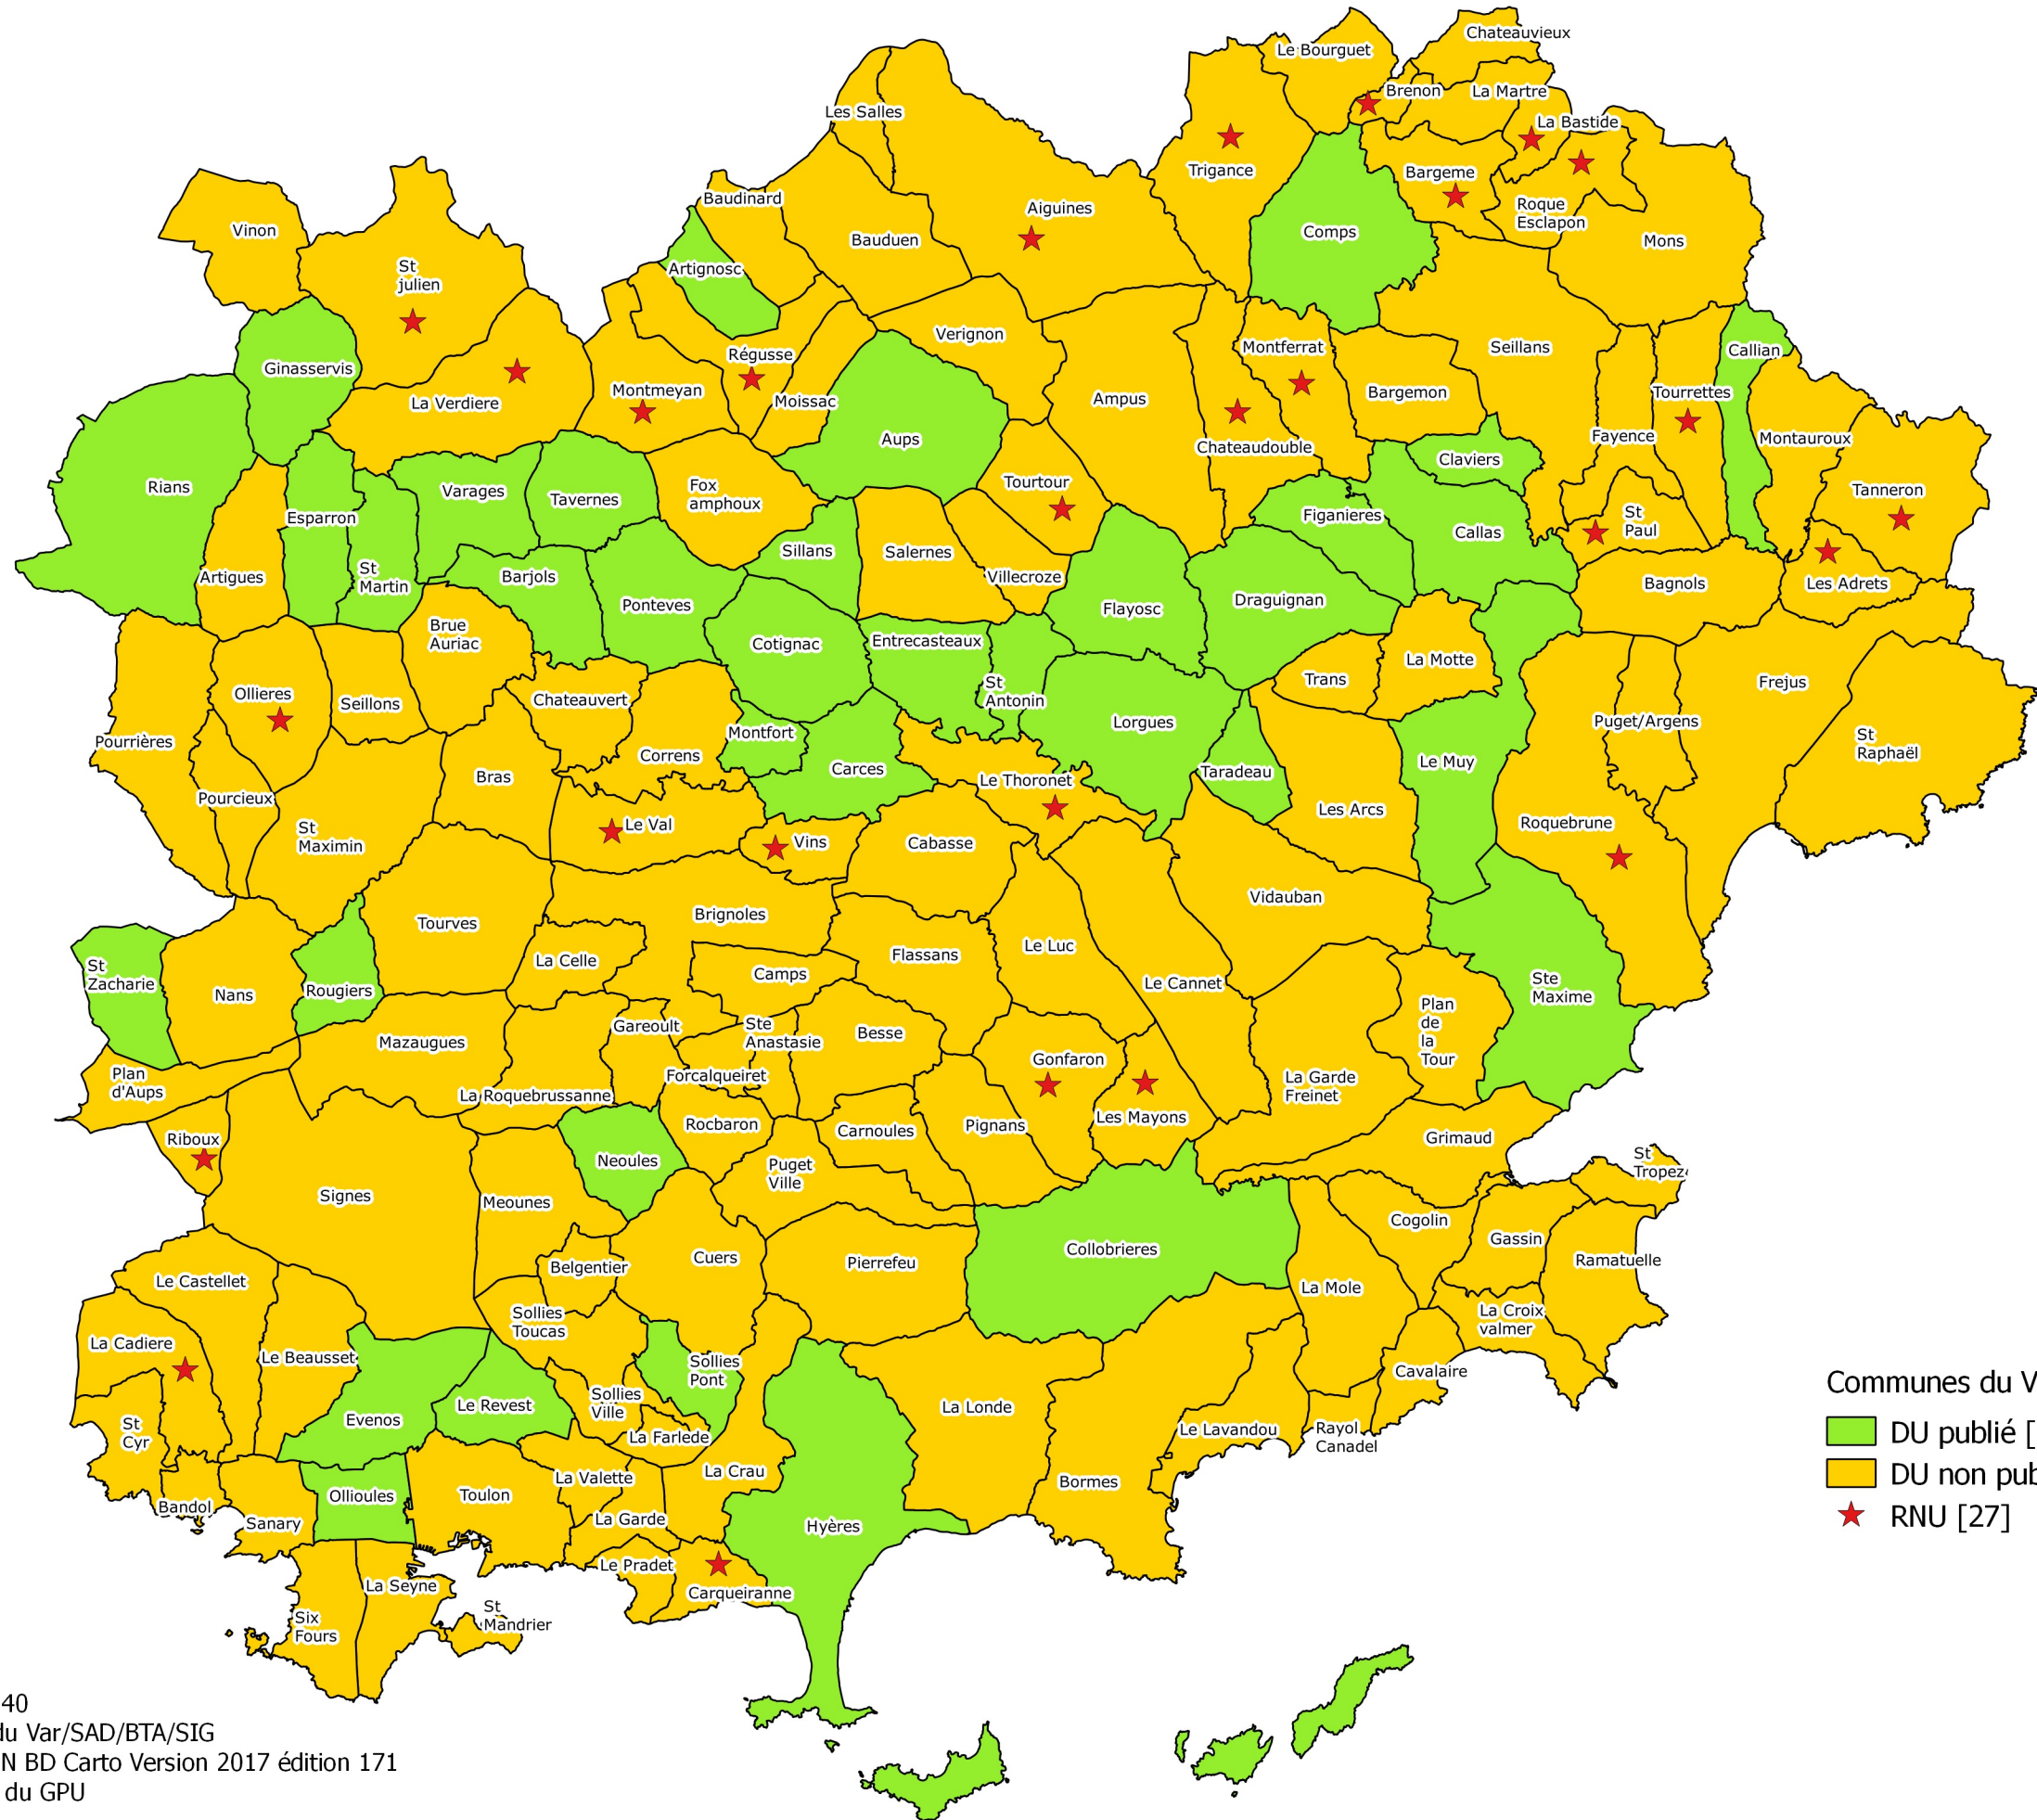 Chateauvieux
Le Bourguet
Brenon
La Martre
Les Salles
La Bastide
Trigance
Bargeme
Baudinard
Aiguines
Roque
Esclapon
Vinon
Bauduen
Comps
Mons
Artignosc
St
julien
Verignon
Montferrat
Seillans
Callian
Régusse
Ginasservis
Montmeyan
Bargemon
Tourrettes
La Verdiere
Moissac
Ampus
Aups
Chateaudouble
Fayence
Montauroux
Claviers
Rians
Varages
Tavernes
Fox
amphoux
Tourtour
Tanneron
Esparron
Figanieres
St
Paul
Callas
Sillans
Salernes
Artigues
St
Martin
Barjols
Villecroze
Bagnols
Les Adrets
Ponteves
Flayosc
Draguignan
Brue
Auriac
Cotignac
Entrecasteaux
La Motte
Trans
Ollieres
Seillons
Chateauvert
St
Antonin
Frejus
Lorgues
Puget/Argens
Pourrières
Montfort
Correns
St
Raphaël
Le Muy
Bras
Carces
Le Thoronet
Taradeau
Pourcieux
Les Arcs
St
Maximin
Le Val
Vins
Cabasse
Roquebrune
Vidauban
Tourves
Brignoles
La Celle
Camps
Flassans
Le Luc
St
Zacharie
Nans
Rougiers
Le Cannet
Ste
Maxime
Plan
de
la
Tour
Gareoult
Ste
Anastasie
Besse
Mazaugues
Gonfaron
Plan
d'Aups
Forcalqueiret
La Garde
Freinet
La Roquebrussanne
Riboux
Rocbaron
Carnoules
Pignans
Les Mayons
Grimaud
Neoules
Puget
Ville
St
Tropez
Signes
Meounes
Cogolin
Gassin
Collobrieres
Ramatuelle
Cuers
Pierrefeu
Belgentier
Le Castellet
La Mole
Sollies
Toucas
La Croix
valmer
La Cadiere
Le Beausset
Sollies
Pont
Cavalaire
Communes du V
Sollies
Ville
Le Revest
La Londe
Evenos
St
Cyr
La Farlede
Le Lavandou
Rayol
Canadel
DU publié [
La Crau
La Valette
Bormes
DU non pub
Ollioules
Toulon
Bandol
Sanary
La Garde
Hyères
RNU [27]
Le Pradet
La Seyne
Carqueiranne
Six
Fours
St
Mandrier
40
du Var/SAD/BTA/SIG
N BD Carto Version 2017 édition 171
du GPU